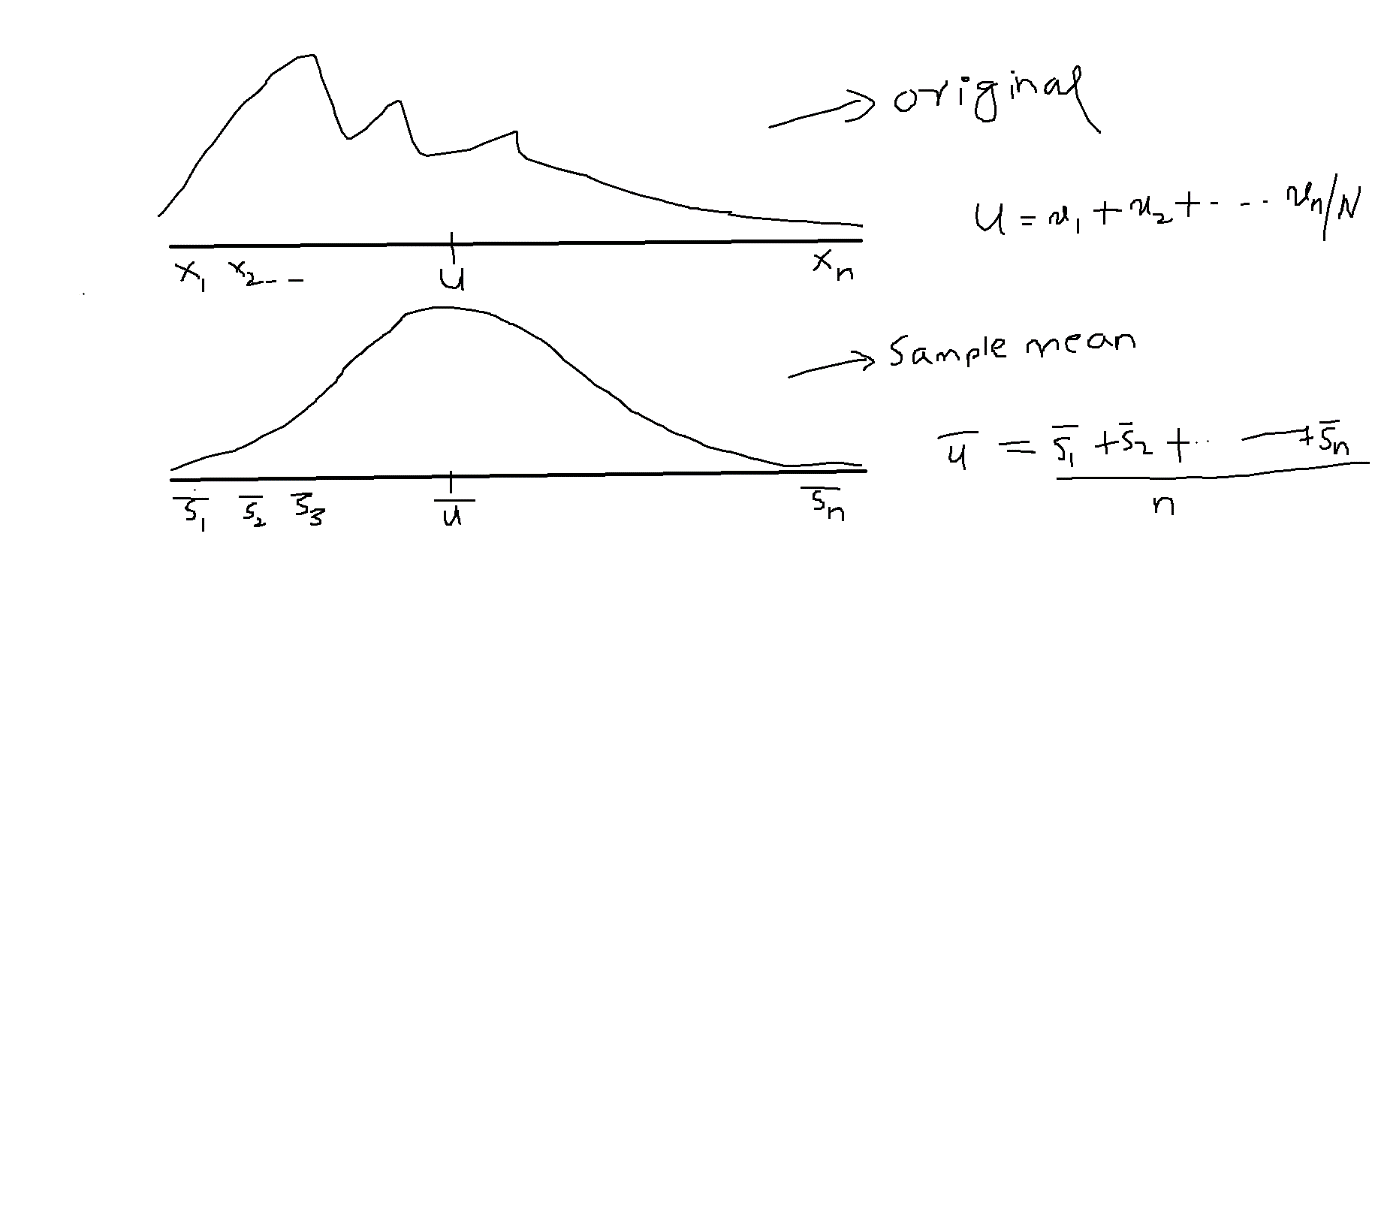 original
u = x₁ + x₂ + - --- xₙ/N
x₁ x₂-- - u xₙ
Sample mean
u̅ = s̅₁ + s̅₂ + ·· — + s̅ₙ
n
s̅₁ s̅₂ s̅₃ u̅ s̅ₙ